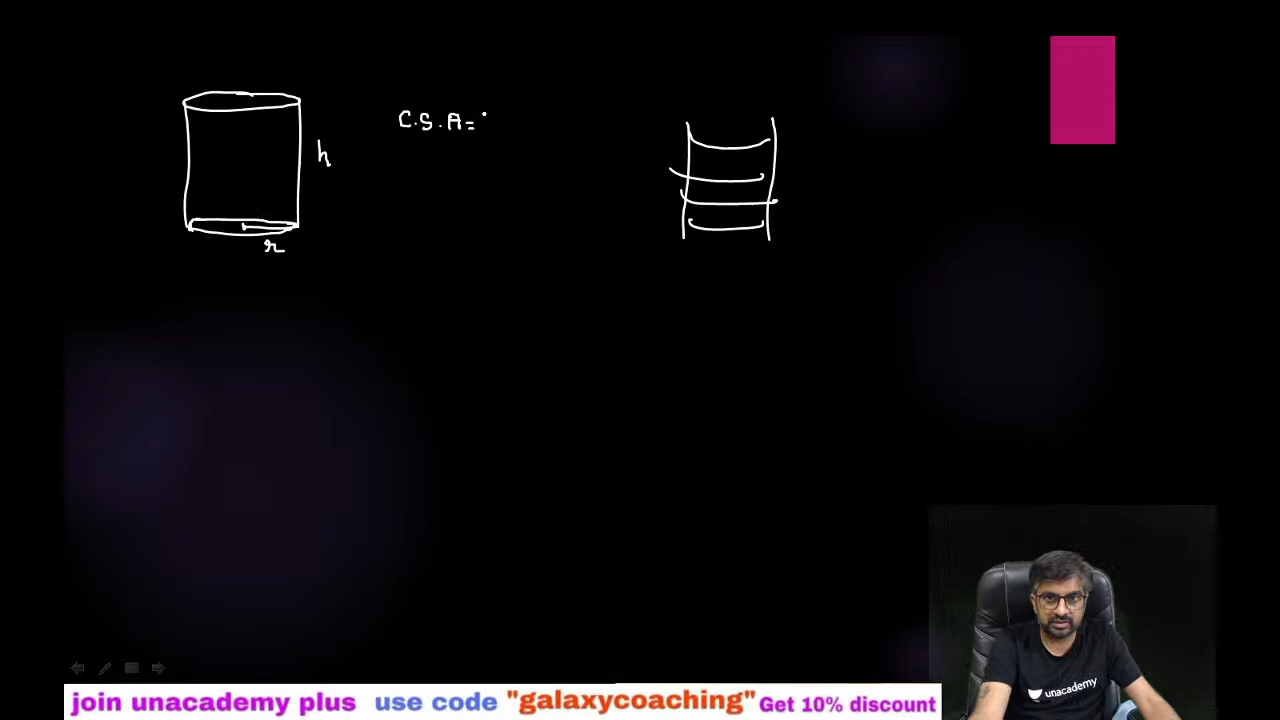 C.S.A=
h
r
unacademy
join unacademy plus use code "galaxycoaching" Get 10% discount